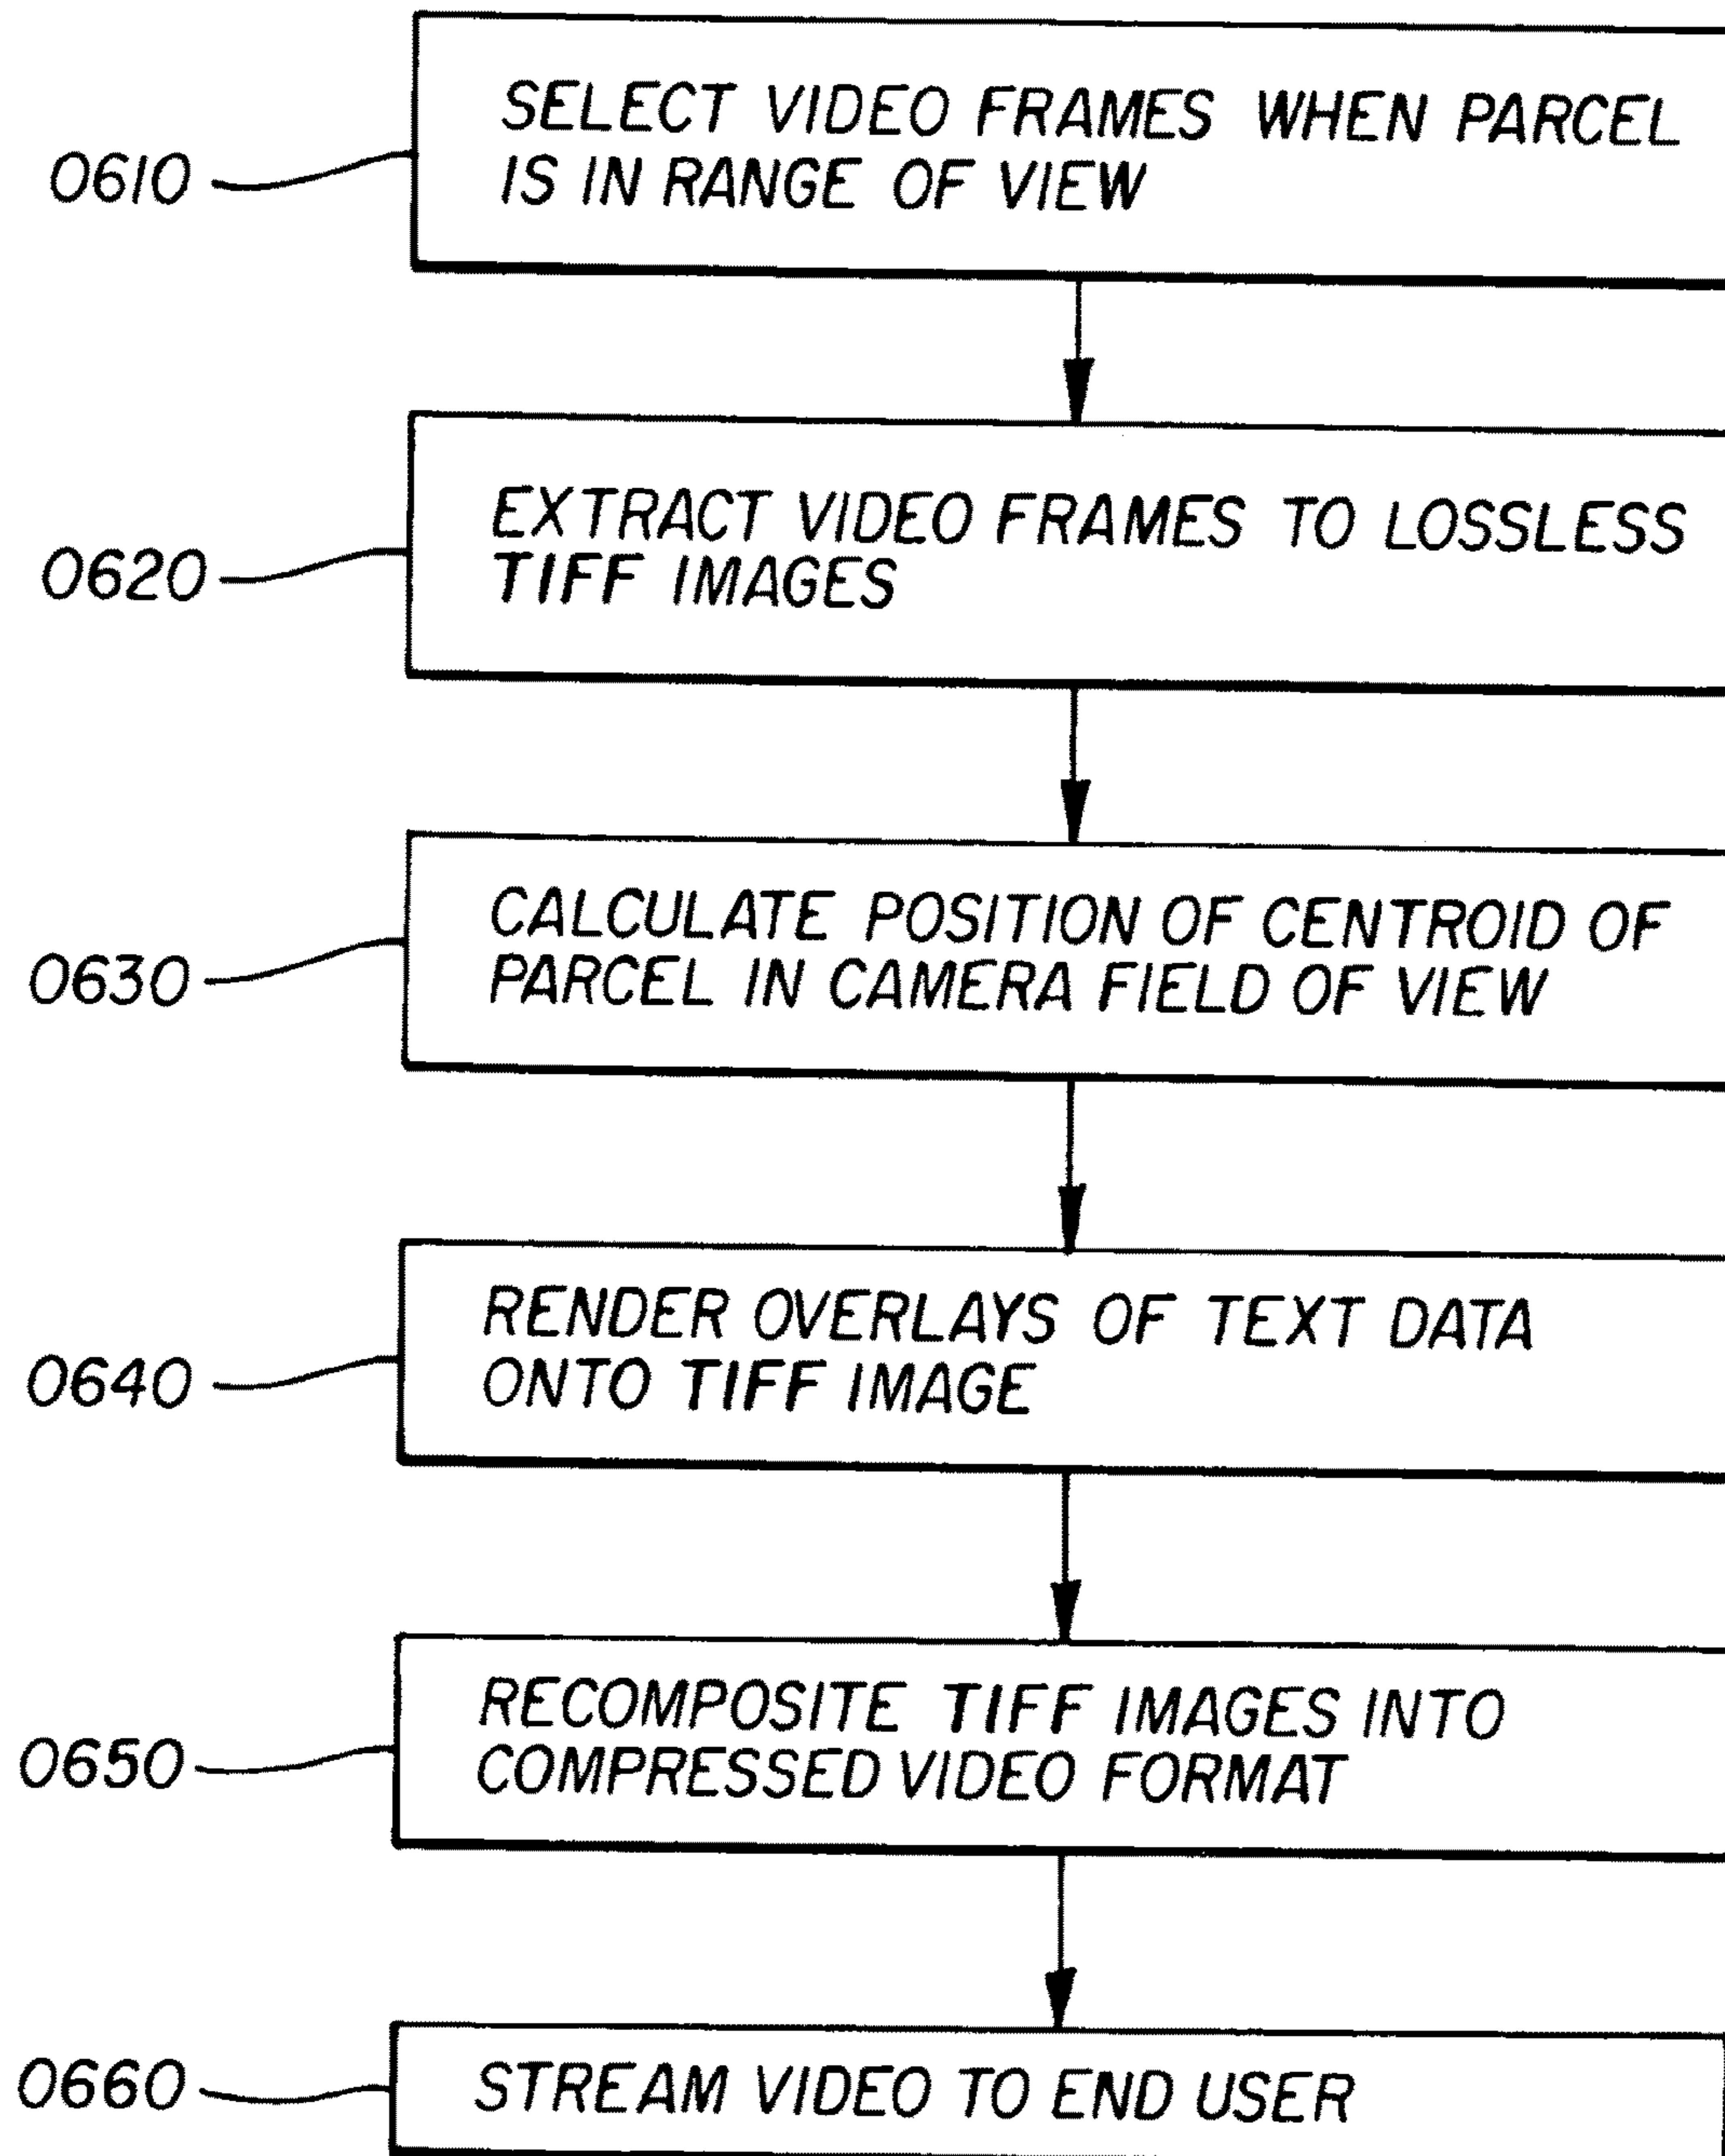 0610
SELECT VIDEO FRAMES WHEN PARCEL
IS IN RANGE OF VIEW
0620
EXTRACT VIDEO FRAMES TO LOSSLESS
TIFF IMAGES
0630
CALCULATE POSITION OF CENTROID OF
PARCEL IN CAMERA FIELD OF VIEW
0640
RENDER OVERLAYS OF TEXT DATA
ONTO TIFF IMAGE
0650
RECOMPOSITE TIFF IMAGES INTO
COMPRESSED VIDEO FORMAT
0660
STREAM VIDEO TO END USER